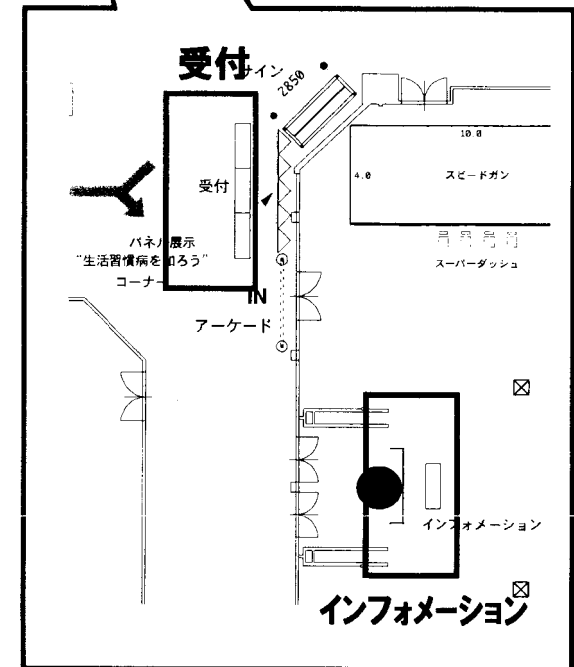 受付
サイン
2850
10.0
4.0
スピードガン
受付
スーパーダッシュ
パネル展示
“生活習慣病を知ろう”
コーナー
IN
アーケード
インフォメーション
インフォメーション